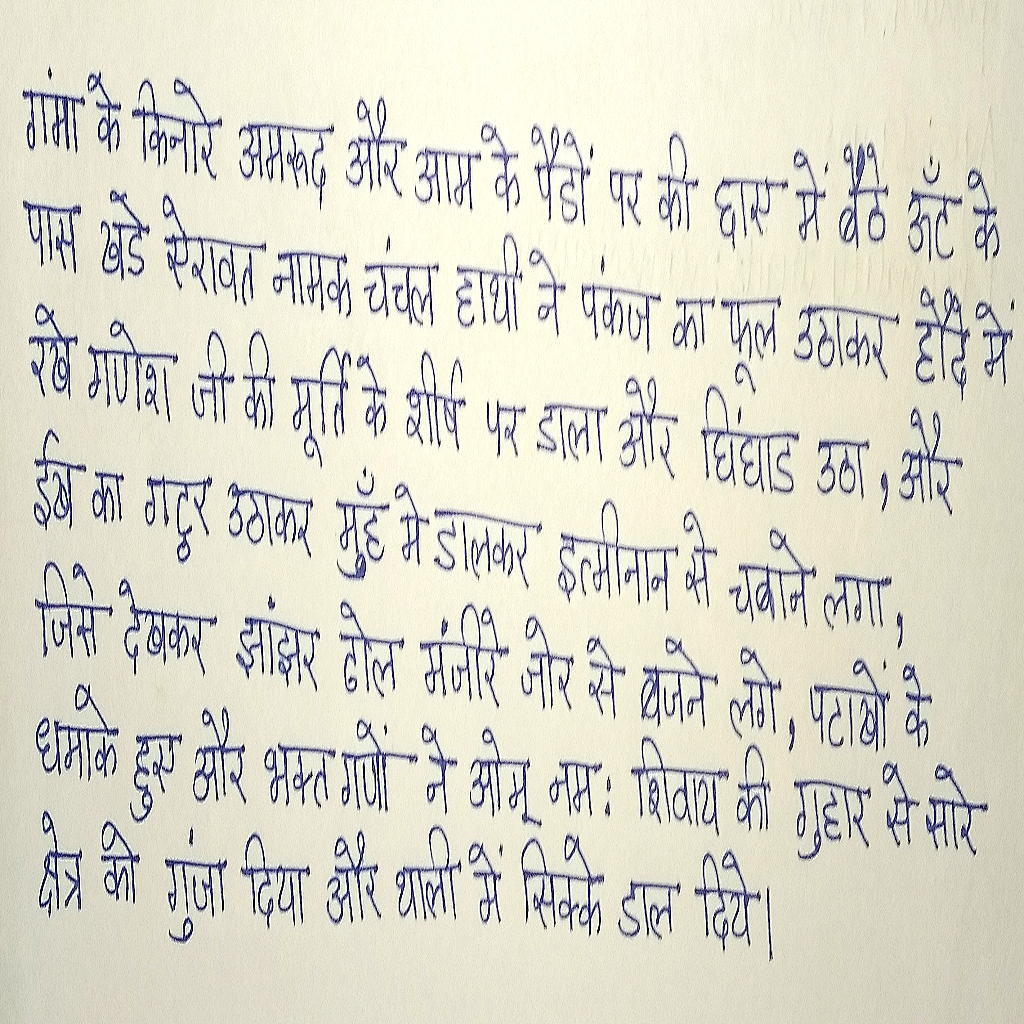 गंगा के किनारे अमरूद और आम के पैडों पर की छाए में बैठे ऊँट के
पास खडे ऐरावत नामक चंचल हाथी ने पंकज का फूल उठाकर हौदे में
रखे गणेश जी की मूर्ति के शीर्ष पर डाला और घिंघाड उठा, और
ईख का गट्ठर उठाकर मुँह मे डालकर इत्मीनान से चबाने लगा,
जिसे देखकर झांझर ढोल मंजीरे जोर से बजने लगे, पटाखों के
धमाके हुए और भक्त गणों ने ओम् नमः शिवाय की गुहार से सारे
क्षेत्र को गुंजा दिया और थाली में सिक्के डाल दिये।